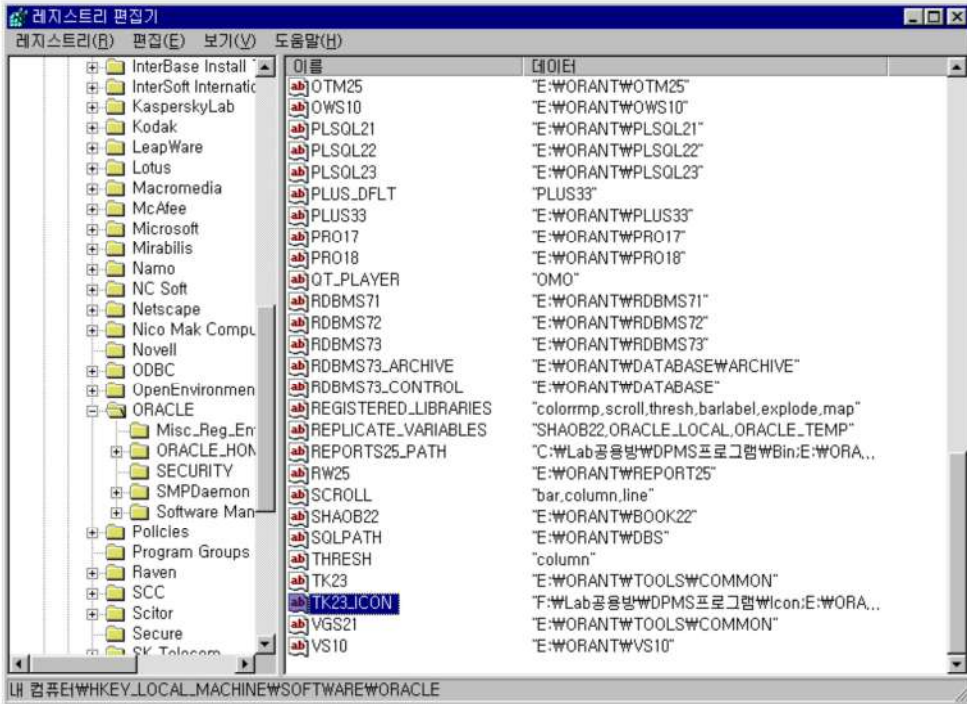 레지스트리 편집기
레지스트리(R) 편집(E) 보기(V) 도움말(H)
InterBase Install
InterSoft Internatic
KasperskyLab
Kodak
LeapWare
Lotus
Macromedia
McAfee
Microsoft
Mirabilis
Namo
NC Soft
Netscape
Nico Mak Compu
Novell
ODBC
OpenEnvironmen
ORACLE
Misc_Reg_En
ORACLE_HOM
SECURITY
SMPDaemon
Software Man
Policies
Program Groups
Raven
SCC
Scitor
Secure
SK Telecom
이름 데이터
OTM25 "E:₩ORANT₩OTM25"
OWS10 "E:₩ORANT₩OWS10"
PLSQL21 "E:₩ORANT₩PLSQL21"
PLSQL22 "E:₩ORANT₩PLSQL22"
PLSQL23 "E:₩ORANT₩PLSQL23"
PLUS_DFLT "PLUS33"
PLUS33 "E:₩ORANT₩PLUS33"
PRO17 "E:₩ORANT₩PRO17"
PRO18 "E:₩ORANT₩PRO18"
QT_PLAYER "OMO"
RDBMS71 "E:₩ORANT₩RDBMS71"
RDBMS72 "E:₩ORANT₩RDBMS72"
RDBMS73 "E:₩ORANT₩RDBMS73"
RDBMS73_ARCHIVE "E:₩ORANT₩DATABASE₩ARCHIVE"
RDBMS73_CONTROL "E:₩ORANT₩DATABASE"
REGISTERED_LIBRARIES "colorrmp,scroll,thresh,barlabel,explode,map"
REPLICATE_VARIABLES "SHAOB22,ORACLE_LOCAL,ORACLE_TEMP"
REPORTS25_PATH "C:₩Lab공용방₩DPMS프로그램₩Bin;E:₩ORA...
RW25 "E:₩ORANT₩REPORT25"
SCROLL "bar,column,line"
SHAOB22 "E:₩ORANT₩BOOK22"
SQLPATH "E:₩ORANT₩DBS"
THRESH "column"
TK23 "E:₩ORANT₩TOOLS₩COMMON"
TK23_ICON "F:₩Lab공용방₩DPMS프로그램₩Icon;E:₩ORA...
VGS21 "E:₩ORANT₩TOOLS₩COMMON"
VS10 "E:₩ORANT₩VS10"
내 컴퓨터₩HKEY_LOCAL_MACHINE₩SOFTWARE₩ORACLE